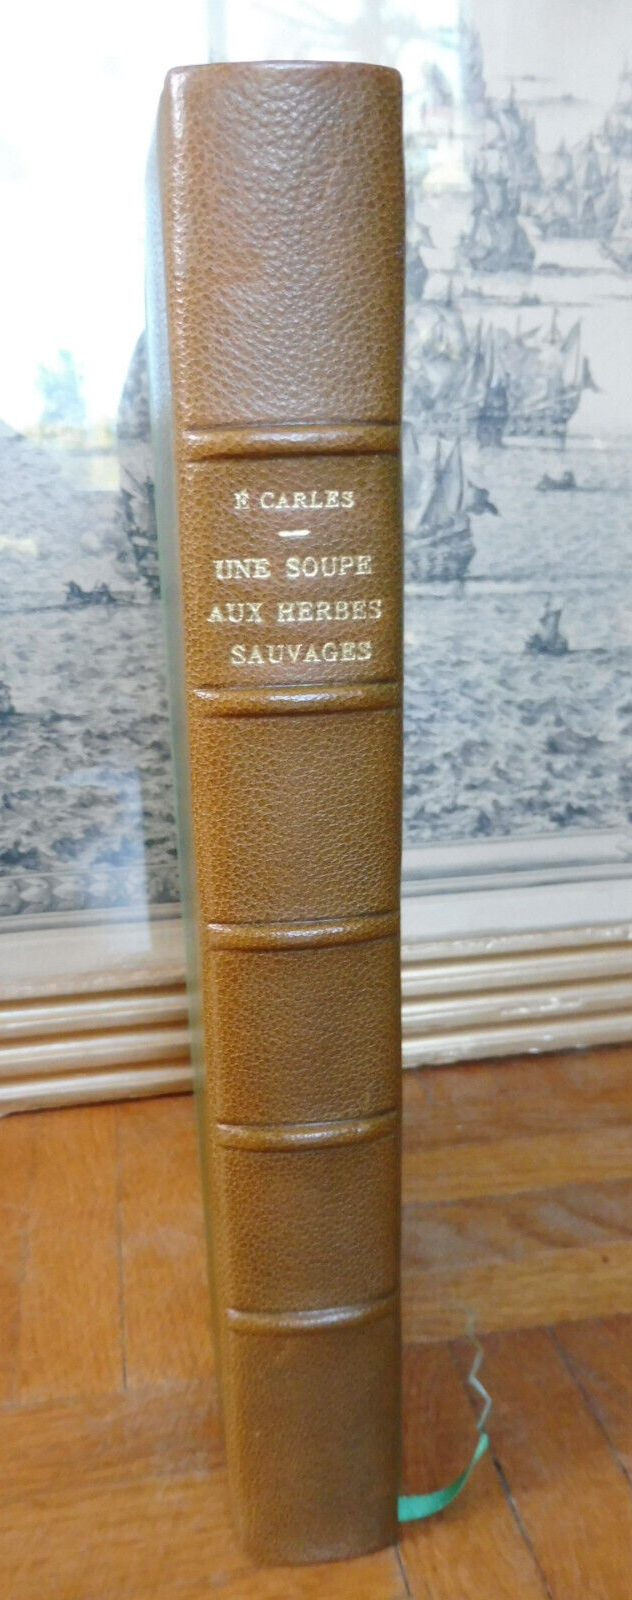 É CARLES
UNE SOUPE
AUX HERBES
SAUVAGES